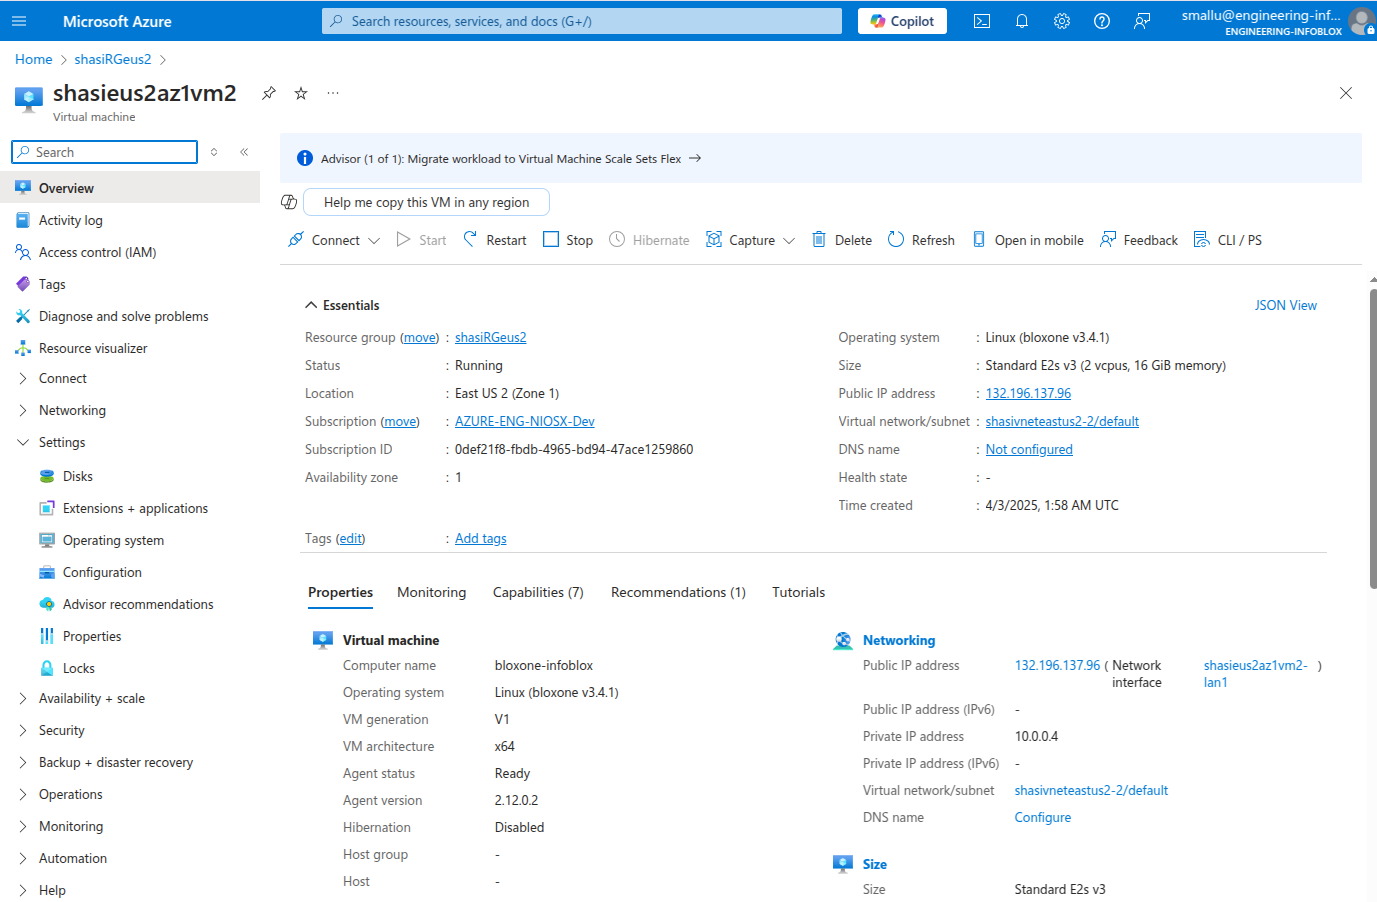 Microsoft Azure
Search resources, services, and docs (G+/)
Copilot
smallu@engineering-inf...
ENGINEERING-INFOBLOX
Home > shasiRGeus2 >
shasieus2az1vm2
Virtual machine
Search
Overview
Activity log
Access control (IAM)
Tags
Diagnose and solve problems
Resource visualizer
Connect
Networking
Settings
Disks
Extensions + applications
Operating system
Configuration
Advisor recommendations
Properties
Locks
Availability + scale
Security
Backup + disaster recovery
Operations
Monitoring
Automation
Help
Advisor (1 of 1): Migrate workload to Virtual Machine Scale Sets Flex →
Help me copy this VM in any region
Connect Start Restart Stop Hibernate Capture Delete Refresh Open in mobile Feedback CLI / PS
Essentials
JSON View
Resource group (move) : shasiRGeus2
Status : Running
Location : East US 2 (Zone 1)
Subscription (move) : AZURE-ENG-NIOSX-Dev
Subscription ID : 0def21f8-fbdb-4965-bd94-47ace1259860
Availability zone : 1
Operating system : Linux (bloxone v3.4.1)
Size : Standard E2s v3 (2 vcpus, 16 GiB memory)
Public IP address : 132.196.137.96
Virtual network/subnet : shasivneteastus2-2/default
DNS name : Not configured
Health state : -
Time created : 4/3/2025, 1:58 AM UTC
Tags (edit) : Add tags
Properties Monitoring Capabilities (7) Recommendations (1) Tutorials
Virtual machine
Computer name bloxone-infoblox
Operating system Linux (bloxone v3.4.1)
VM generation V1
VM architecture x64
Agent status Ready
Agent version 2.12.0.2
Hibernation Disabled
Host group -
Host -
Networking
Public IP address 132.196.137.96 ( Network interface shasieus2az1vm2-lan1 )
Public IP address (IPv6) -
Private IP address 10.0.0.4
Private IP address (IPv6) -
Virtual network/subnet shasivneteastus2-2/default
DNS name Configure
Size
Size Standard E2s v3